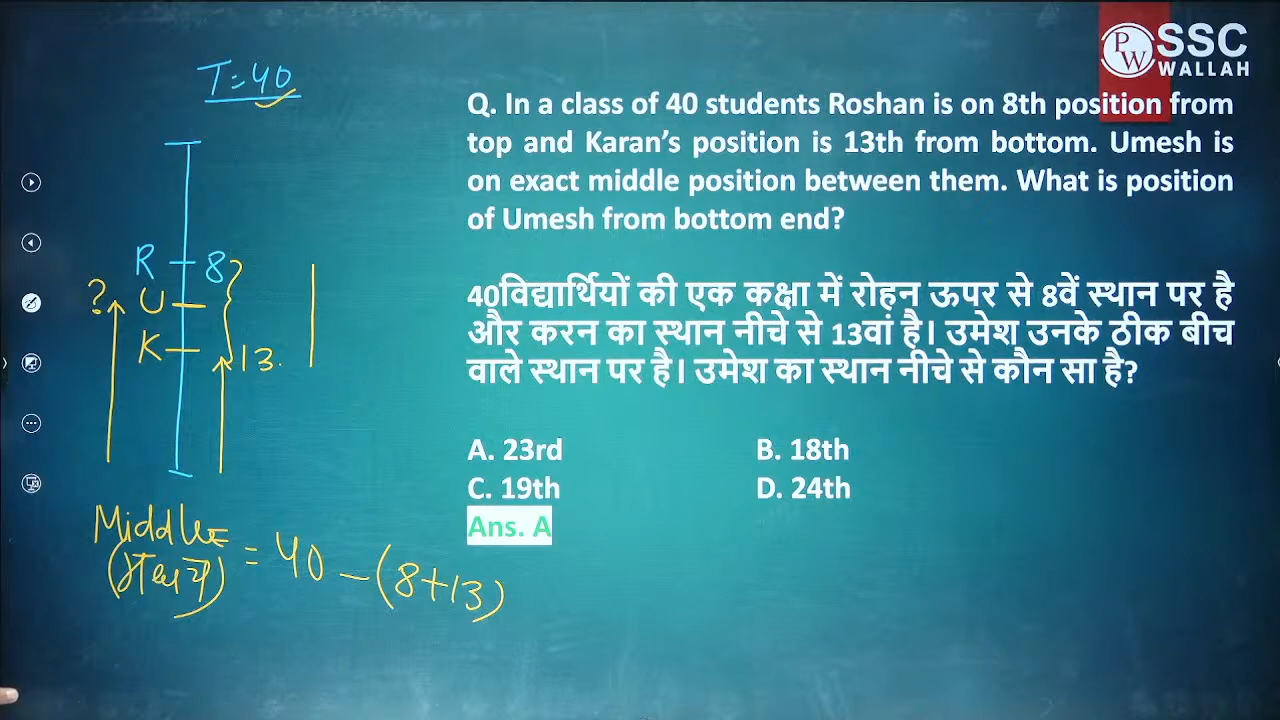 T=40
PW SSC
WALLAH
Q. In a class of 40 students Roshan is on 8th position from
top and Karan’s position is 13th from bottom. Umesh is
on exact middle position between them. What is position
of Umesh from bottom end?
R 8
? U
K 13.
40विद्यार्थियों की एक कक्षा में रोहन ऊपर से 8वें स्थान पर है
और करन का स्थान नीचे से 13वां है। उमेश उनके ठीक बीच
वाले स्थान पर है। उमेश का स्थान नीचे से कौन सा है?
A. 23rd
B. 18th
C. 19th
D. 24th
Ans. A
Middle
= 40 - (8+13)